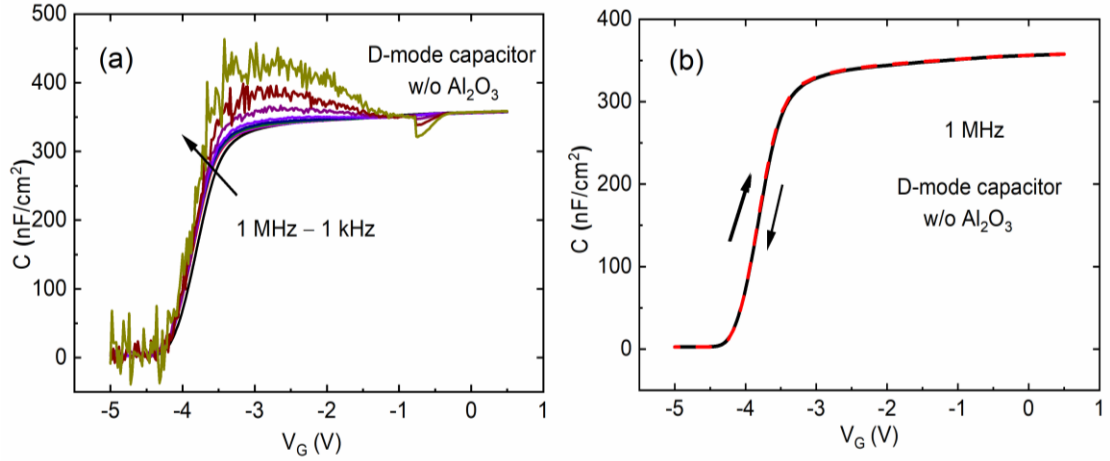 (a)
D-mode capacitor
w/o Al₂O₃
1 MHz – 1 kHz
C (nF/cm²)
500
400
300
200
100
0
-5 -4 -3 -2 -1 0 1
V_G (V)
(b)
1 MHz
D-mode capacitor
w/o Al₂O₃
C (nF/cm²)
400
300
200
100
0
-5 -4 -3 -2 -1 0 1
V_G (V)